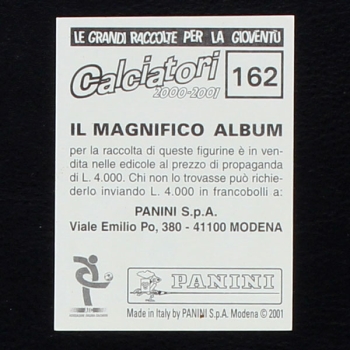 LE GRANDI RACCOLTE PER LA GIOVENTÙ
Calciatori
2000-2001
162
IL MAGNIFICO ALBUM
per la raccolta di queste figurine è in ven-
dita nelle edicole al prezzo di propaganda
di L. 4.000. Chi non lo trovasse può richie-
derlo inviando L. 4.000 in francobolli a:
PANINI S.p.A.
Viale Emilio Po, 380 - 41100 MODENA
PANINI
Made in Italy by PANINI S.p.A. Modena © 2001